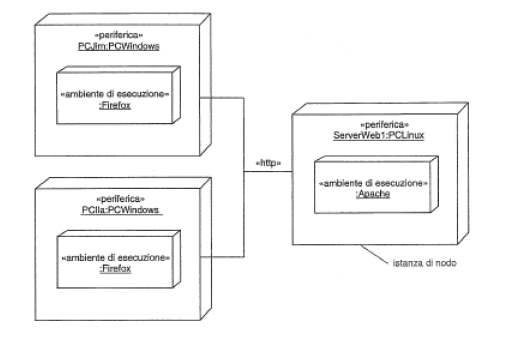 «periferica»
PCJim:PCWindows
«ambiente di esecuzione»
:Firefox
«periferica»
PCIla:PCWindows
«ambiente di esecuzione»
:Firefox
«http»
«periferica»
ServerWeb1:PCLinux
«ambiente di esecuzione»
:Apache
istanza di nodo